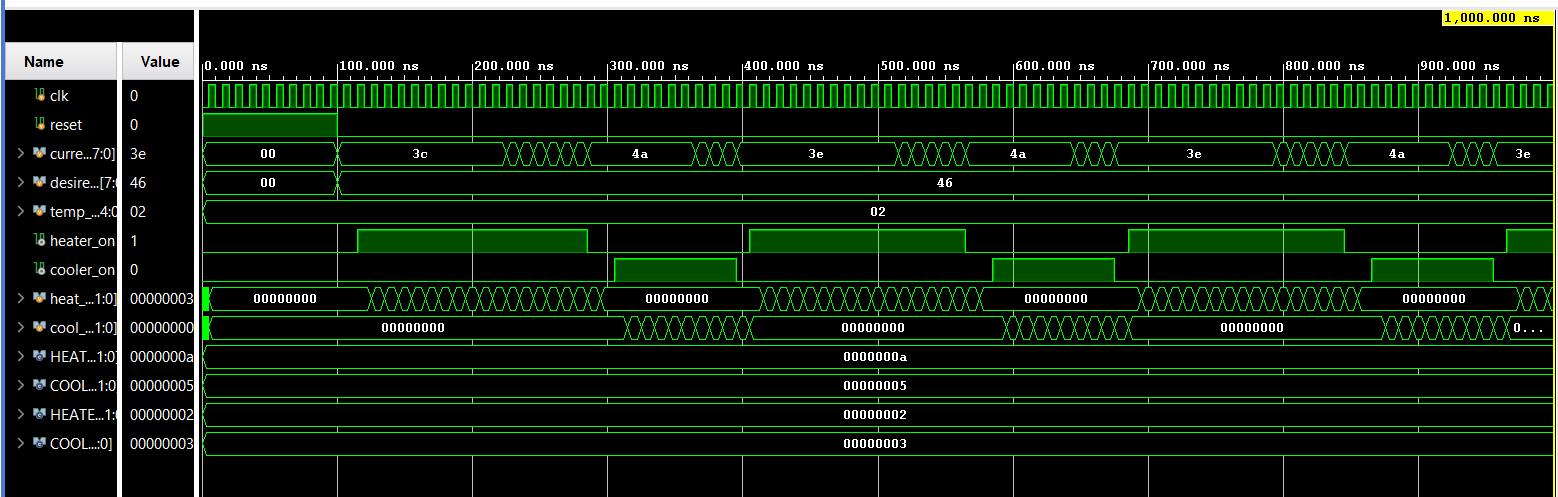 1,000.000 ns
Name Value 0.000 ns 100.000 ns 200.000 ns 300.000 ns 400.000 ns 500.000 ns 600.000 ns 700.000 ns 800.000 ns 900.000 ns
clk 0
reset 0
curre...7:0] 3e 00 3c 4a 3e 4a 3e 4a 3e
desire...[7:0 46 00 46
temp_...4:0 02 02
heater_on 1
cooler_on 0
heat_...1:0] 00000003 00000000 00000000 00000000 00000000
cool_...1:0] 00000000 00000000 00000000 00000000 0...
HEAT...1:0] 0000000a 0000000a
COOL...1:0 00000005 00000005
HEATE...1:0 00000002 00000002
COOL...:0] 00000003 00000003